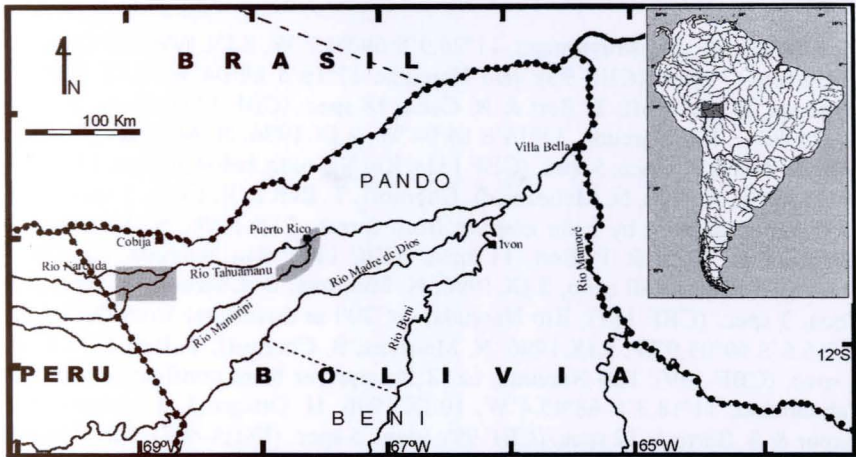 BRASIL
N
100 Km
Villa Bella
PANDO
Puerto Rico
Cobija
Ivon
Rio Madre de Dios
Rio Tahuamanu
Rio Mamoré
Rio Manuripi
Rio Beni
12°S
PERU
BOLIVIA
BENI
69°W
67°W
65°W